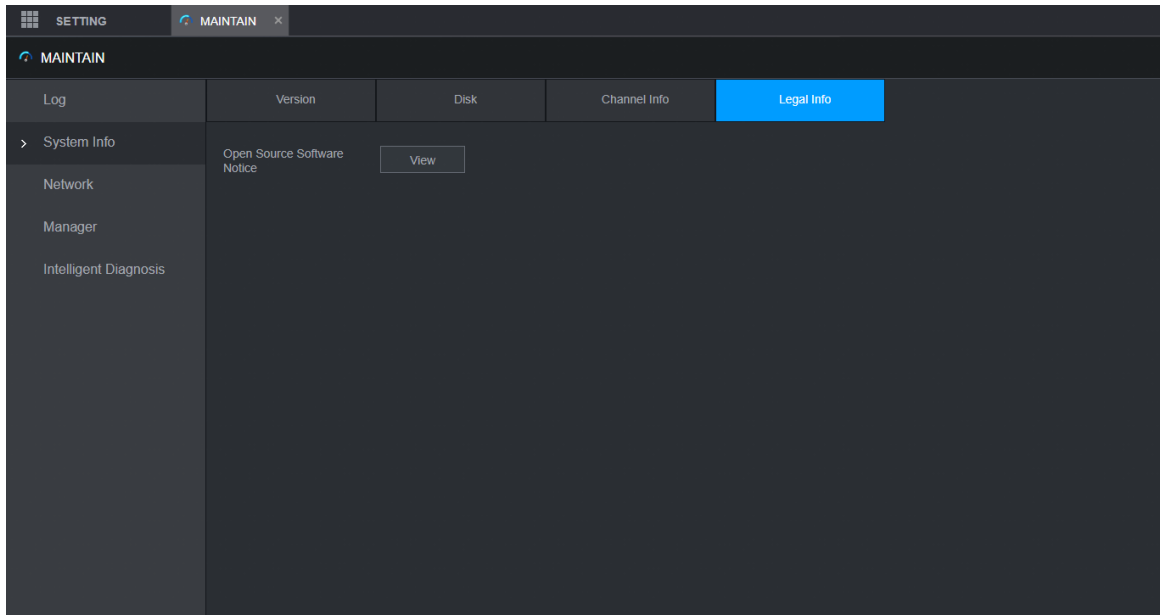 SETTING
MAINTAIN ×
MAINTAIN
Log
System Info
Network
Manager
Intelligent Diagnosis
Version
Disk
Channel Info
Legal Info
Open Source Software
Notice
View